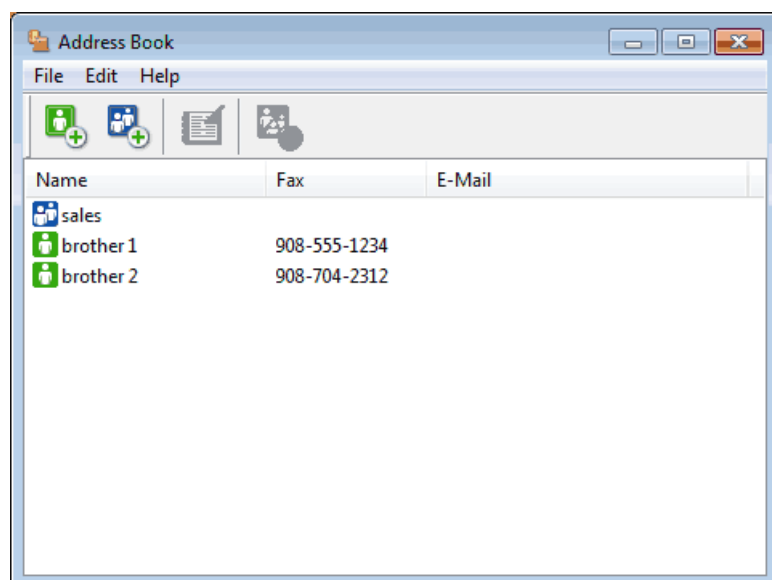 Address Book
File Edit Help
Name Fax E-Mail
sales
brother 1 908-555-1234
brother 2 908-704-2312